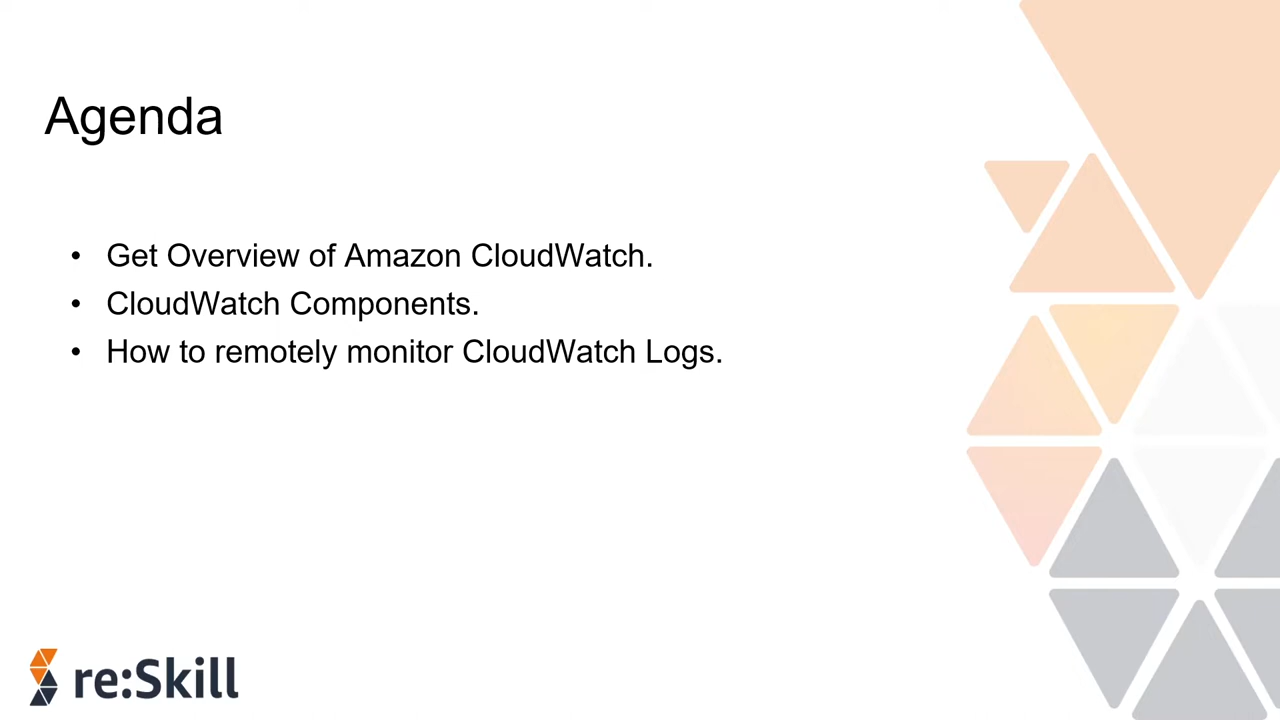 Agenda
• Get Overview of Amazon CloudWatch.
• CloudWatch Components.
• How to remotely monitor CloudWatch Logs.
re:Skill